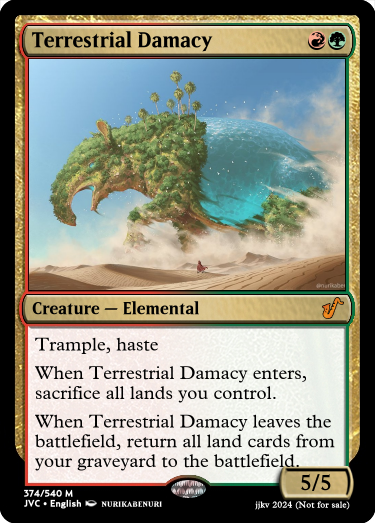 Terrestrial Damacy
Creature — Elemental
Trample, haste
When Terrestrial Damacy enters,
sacrifice all lands you control.
When Terrestrial Damacy leaves the
battlefield, return all land cards from
your graveyard to the battlefield.
5/5
374/540 M
JVC • English NURIKABENURI
jjkv 2024 (Not for sale)